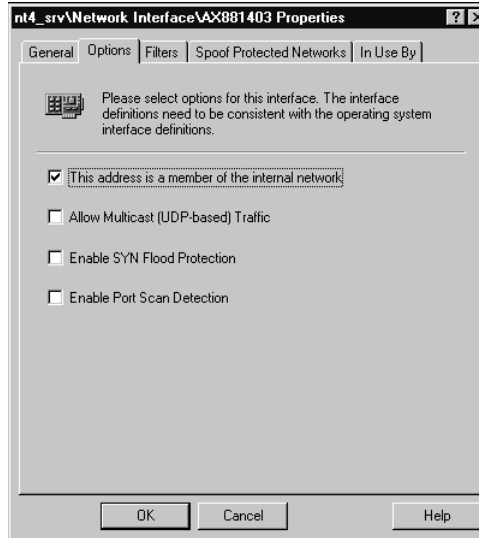 nt4_srv\Network Interface\AX881403 Properties
General Options Filters Spoof Protected Networks In Use By
Please select options for this interface. The interface
definitions need to be consistent with the operating system
interface definitions.
This address is a member of the internal network
Allow Multicast (UDP-based) Traffic
Enable SYN Flood Protection
Enable Port Scan Detection
OK Cancel Help